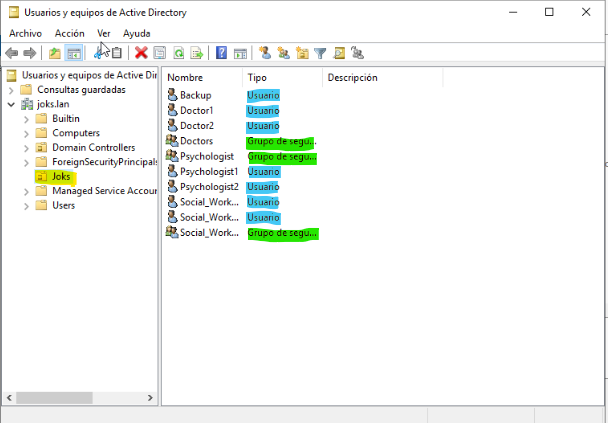 Usuarios y equipos de Active Directory
Archivo Acción Ver Ayuda
Usuarios y equipos de Active Dir
Consultas guardadas
joks.lan
Builtin
Computers
Domain Controllers
ForeignSecurityPrincipals
Joks
Managed Service Accour
Users
Nombre Tipo Descripción
Backup Usuario
Doctor1 Usuario
Doctor2 Usuario
Doctors Grupo de segu...
Psychologist Grupo de segu...
Psychologist1 Usuario
Psychologist2 Usuario
Social_Work... Usuario
Social_Work... Usuario
Social_Work... Grupo de segu...